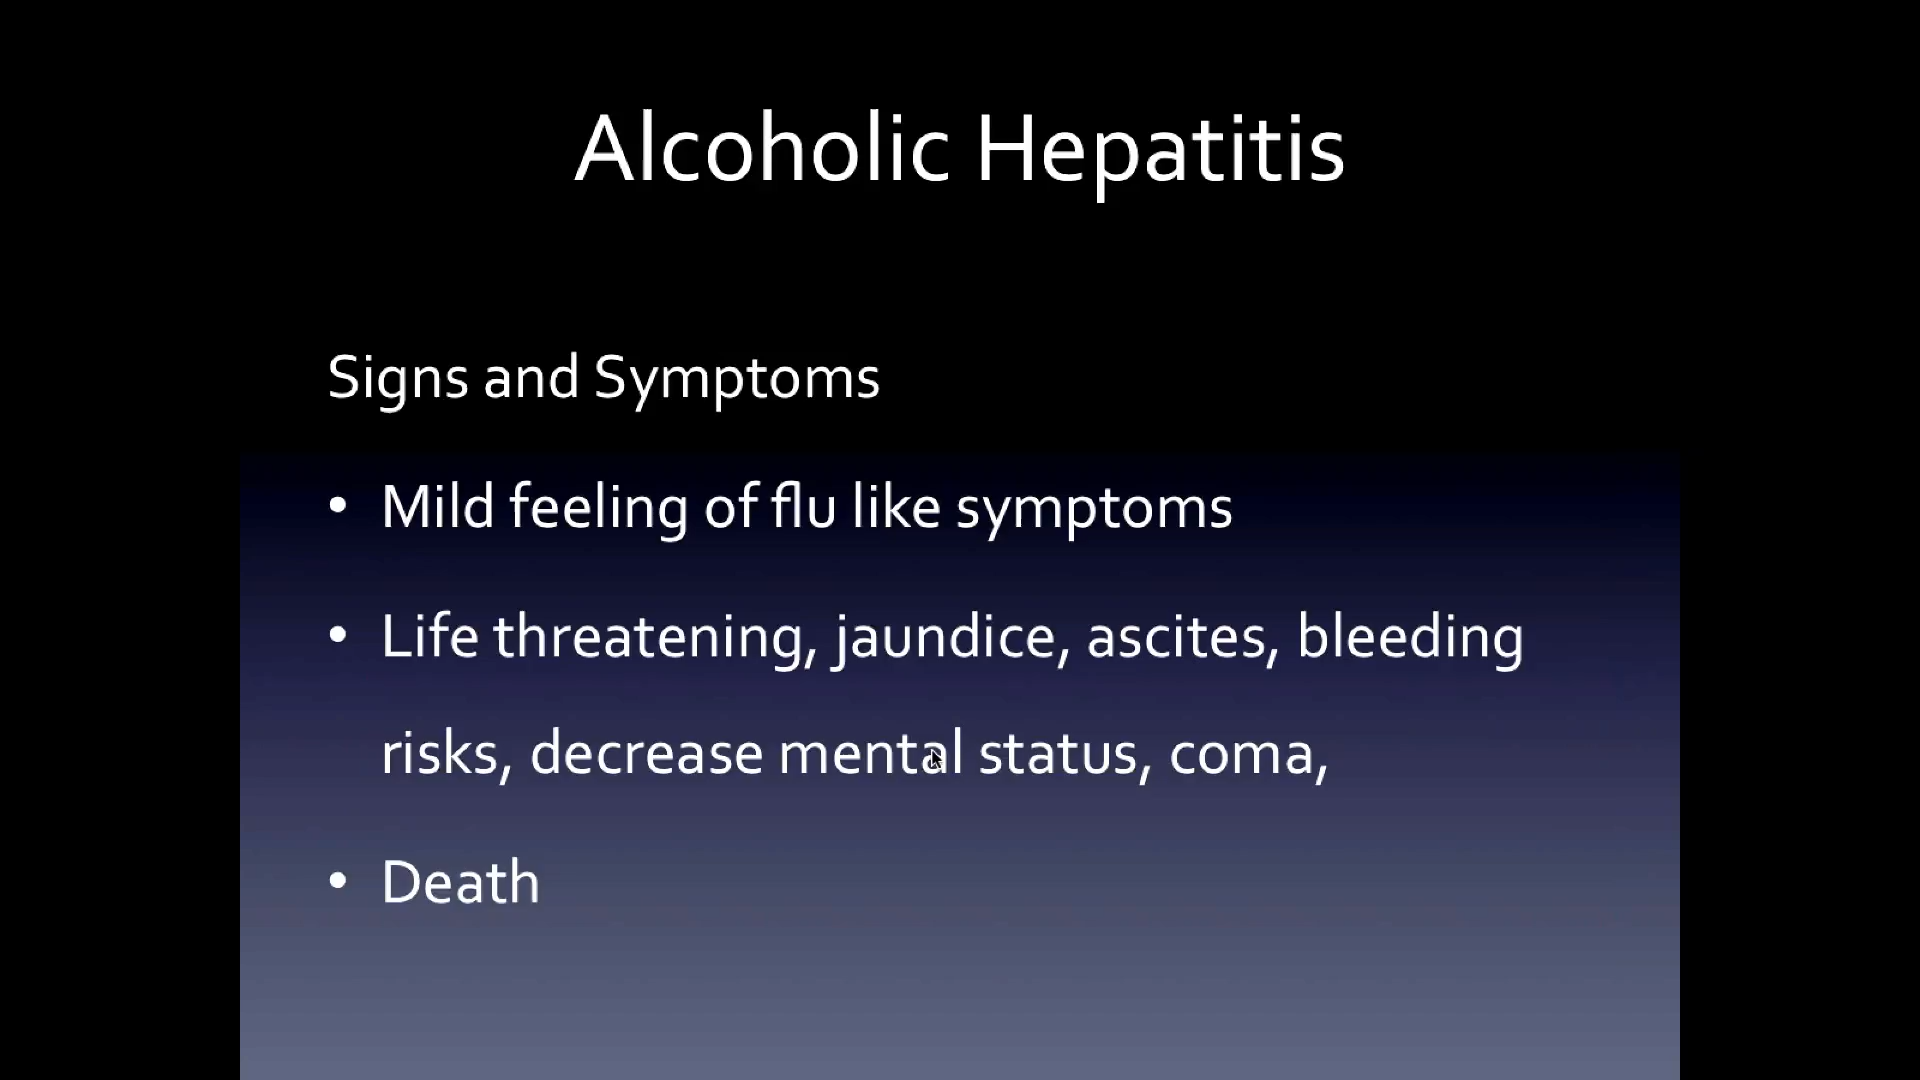 Alcoholic Hepatitis
Signs and Symptoms
• Mild feeling of flu like symptoms
• Life threatening, jaundice, ascites, bleeding
risks, decrease mental status, coma,
• Death